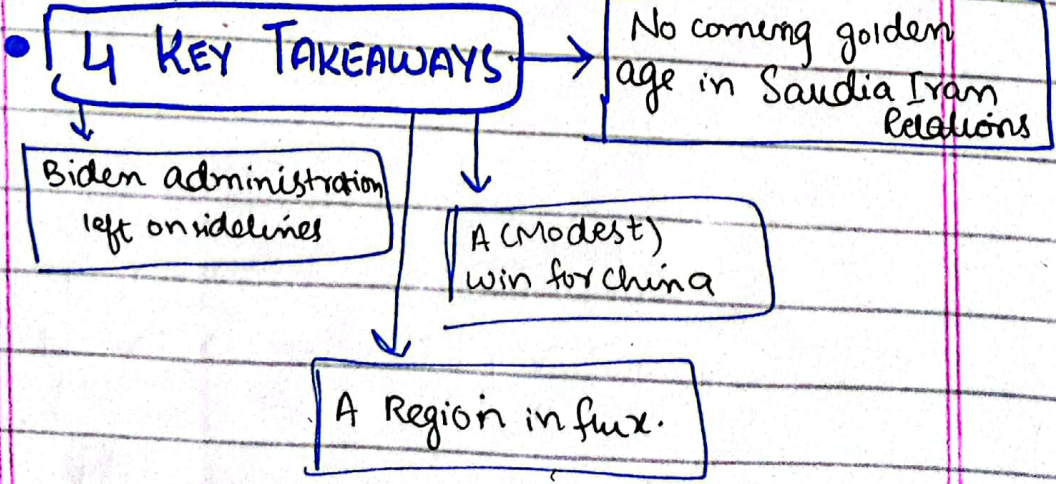 4 KEY TAKEAWAYS
No coming golden
age in Saudia Iran
Relations
Biden administration
left on sidelines
A (Modest)
win for China
A Region in flux.